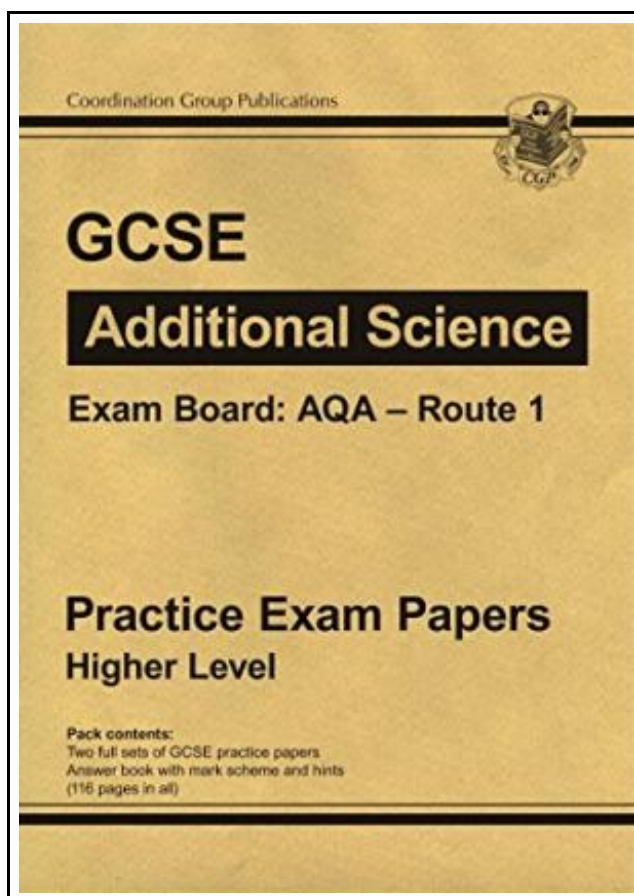 Coordination Group Publications
CGP
GCSE
Additional Science
Exam Board: AQA – Route 1
Practice Exam Papers
Higher Level
Pack contents:
Two full sets of GCSE practice papers
Answer book with mark scheme and hints
(116 pages in all)